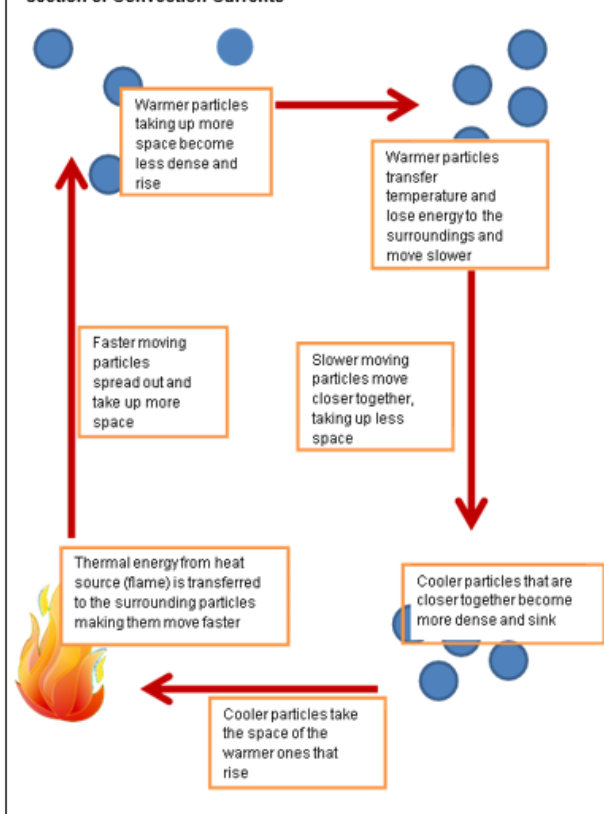 Section 3: Convection Currents
Warmer particles
taking up more
space become
less dense and
rise
Warmer particles
transfer
temperature and
lose energy to the
surroundings and
move slower
Faster moving
particles
spread out and
take up more
space
Slower moving
particles move
closer together,
taking up less
space
Thermal energy from heat
source (flame) is transferred
to the surrounding particles
making them move faster
Cooler particles that are
closer together become
more dense and sink
Cooler particles take
the space of the
warmer ones that
rise